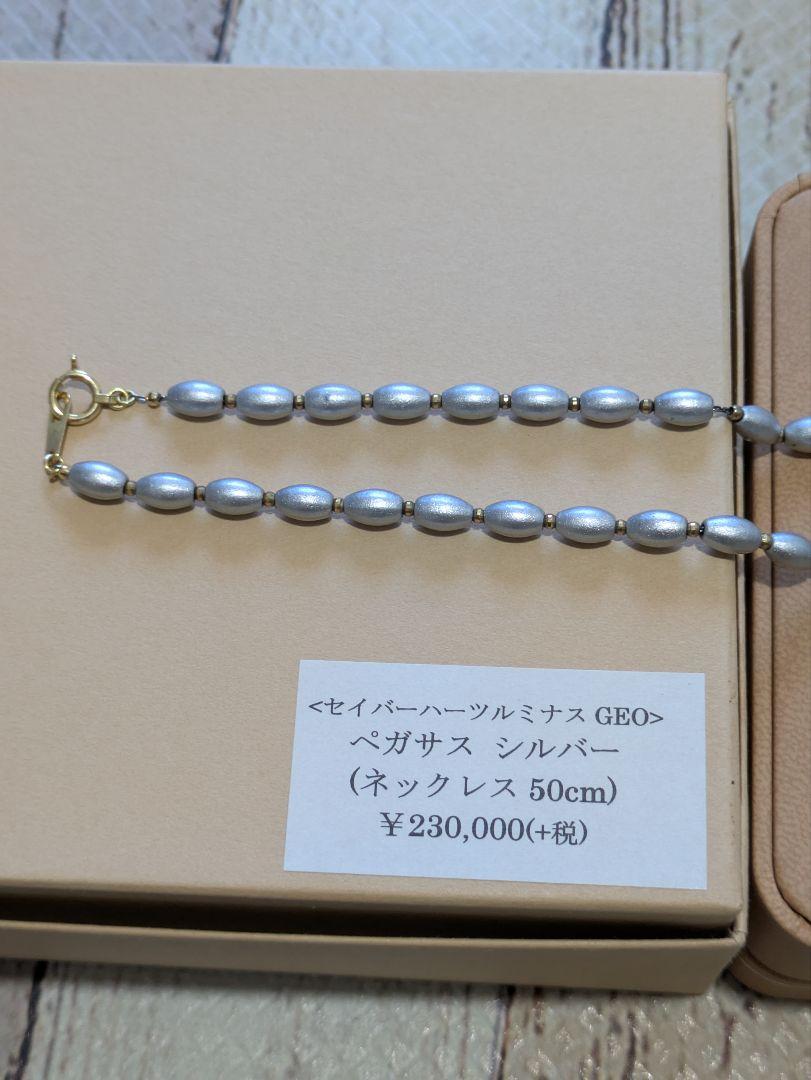 <セイバーハーツルミナス GEO>
ペガサス シルバー
(ネックレス 50cm)
￥230,000(+税)